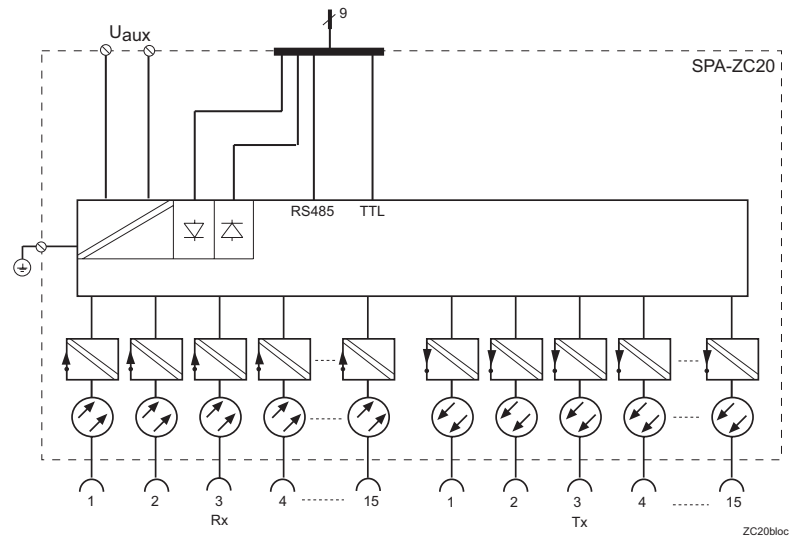 9
Uaux
SPA-ZC20
RS485 TTL
1 2 3 4 15 1 2 3 4 15
Rx Tx
ZC20bloc